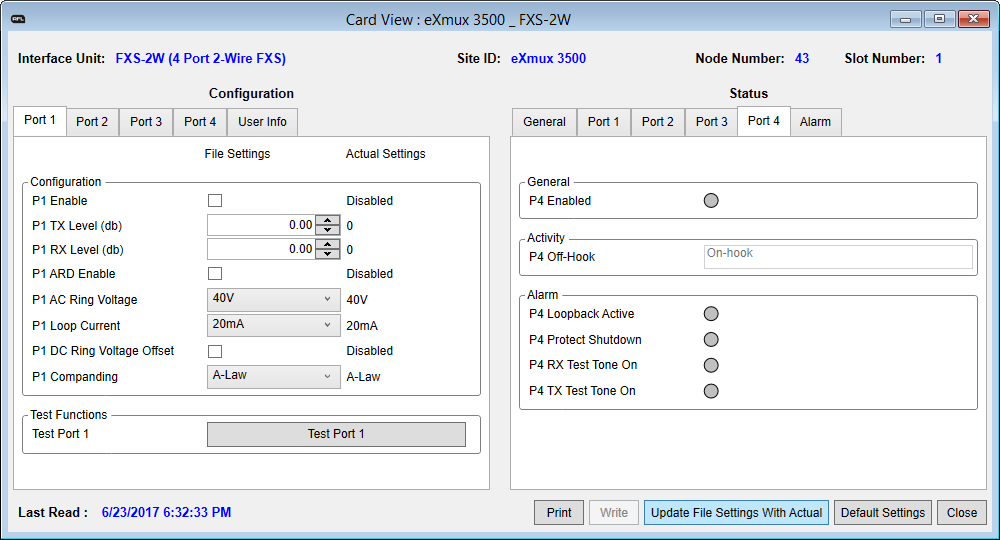 RFL
Card View : eXmux 3500 _ FXS-2W
Interface Unit: FXS-2W (4 Port 2-Wire FXS) Site ID: eXmux 3500 Node Number: 43 Slot Number: 1
Configuration
Port 1 Port 2 Port 3 Port 4 User Info
File Settings Actual Settings
Configuration
P1 Enable Disabled
P1 TX Level (db) 0.00 0
P1 RX Level (db) 0.00 0
P1 ARD Enable Disabled
P1 AC Ring Voltage 40V 40V
P1 Loop Current 20mA 20mA
P1 DC Ring Voltage Offset Disabled
P1 Companding A-Law A-Law
Test Functions
Test Port 1 Test Port 1
Status
General Port 1 Port 2 Port 3 Port 4 Alarm
General
P4 Enabled
Activity
P4 Off-Hook On-hook
Alarm
P4 Loopback Active
P4 Protect Shutdown
P4 RX Test Tone On
P4 TX Test Tone On
Last Read : 6/23/2017 6:32:33 PM Print Write Update File Settings With Actual Default Settings Close